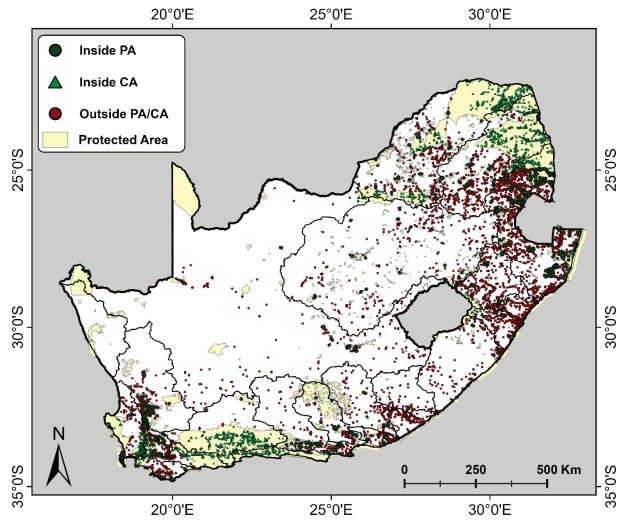 20°0'E 25°0'E 30°0'E
Inside PA
Inside CA
Outside PA/CA
Protected Area
25°0'S 25°0'S
30°0'S 30°0'S
N
0 250 500 Km
35°0'S 35°0'S
20°0'E 25°0'E 30°0'E